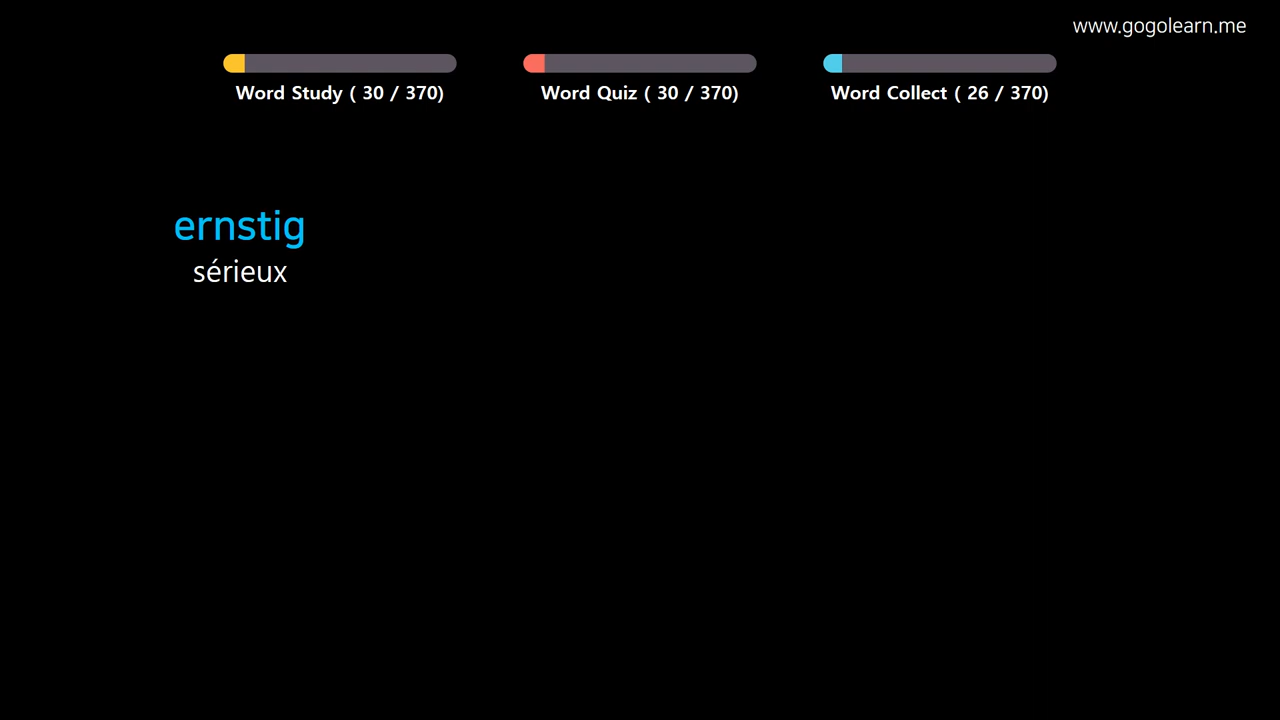 www.gogolearn.me
Word Study ( 30 / 370)
Word Quiz ( 30 / 370)
Word Collect ( 26 / 370)
ernstig
sérieux